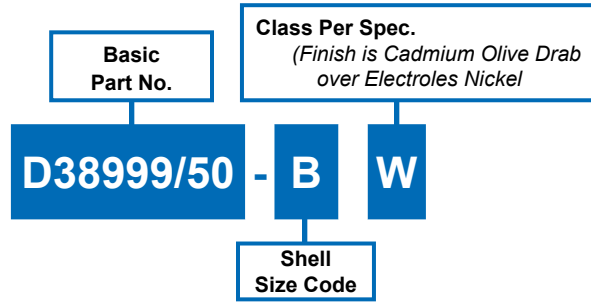 Basic
Part No.
Class Per Spec.
(Finish is Cadmium Olive Drab
over Electroles Nickel
D38999/50 - B W
Shell
Size Code